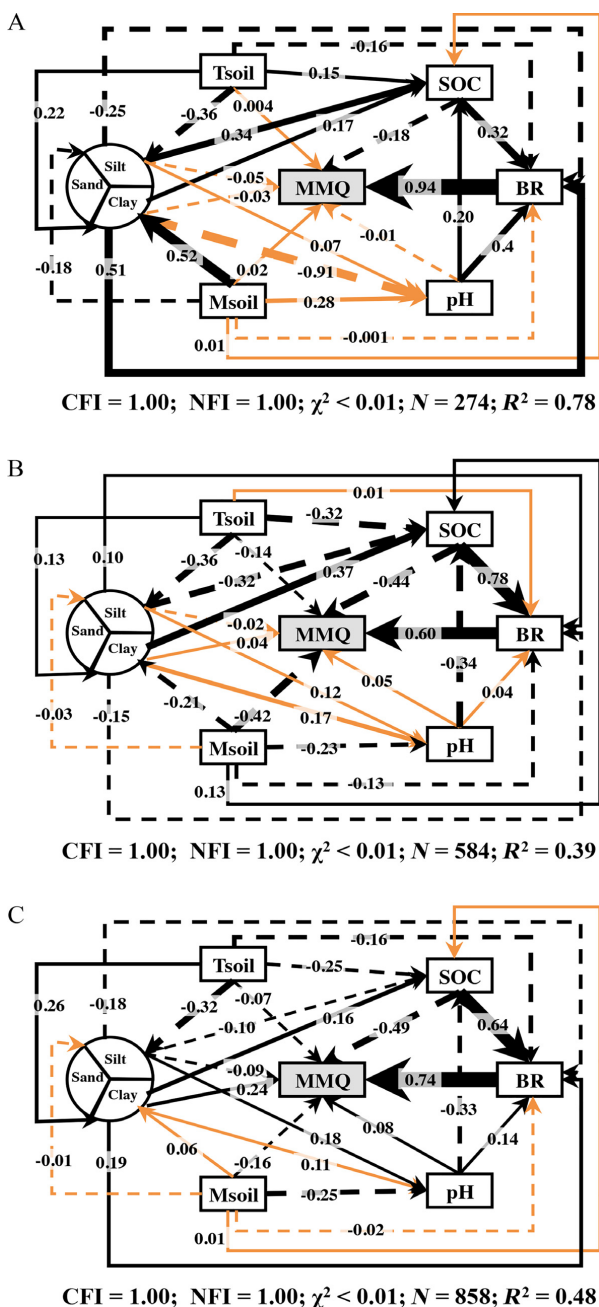 A
-0.16
Tsoil
0.15
SOC
0.22
-0.25
-0.36
0.004
0.34
0.17
-0.18
0.32
Silt
Sand
Clay
-0.05
-0.03
MMQ
0.94
BR
-0.18
0.51
0.52
0.02
0.07
-0.01
0.20
0.4
-0.91
Msoil
0.28
pH
0.01
-0.001
CFI = 1.00; NFI = 1.00; χ² < 0.01; N = 274; R² = 0.78
B
0.01
Tsoil
-0.32
SOC
0.13
0.10
-0.36
-0.14
-0.32
0.37
-0.44
0.78
Silt
Sand
Clay
-0.02
0.04
MMQ
0.60
BR
-0.03
-0.15
-0.21
-0.42
0.12
0.17
0.05
-0.34
0.04
Msoil
-0.23
pH
0.13
-0.13
CFI = 1.00; NFI = 1.00; χ² < 0.01; N = 584; R² = 0.39
C
-0.16
Tsoil
-0.25
SOC
0.26
-0.18
-0.32
-0.07
-0.10
0.16
-0.49
0.64
Silt
Sand
Clay
-0.09
0.24
MMQ
0.74
BR
-0.01
0.19
0.06
-0.16
0.18
0.11
0.08
-0.33
0.14
Msoil
-0.25
pH
0.01
-0.02
CFI = 1.00; NFI = 1.00; χ² < 0.01; N = 858; R² = 0.48